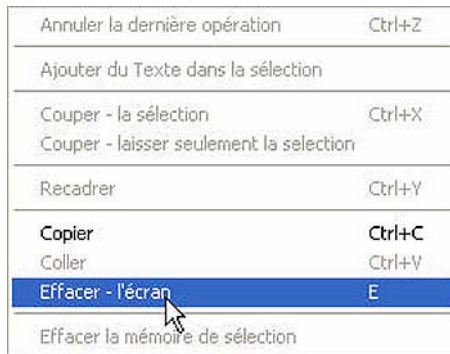 Annuler la dernière opération Ctrl+Z
Ajouter du Texte dans la sélection
Couper - la sélection Ctrl+X
Couper - laisser seulement la selection
Recadrer Ctrl+Y
Copier Ctrl+C
Coller Ctrl+V
Effacer - l'écran E
Effacer la mémoire de sélection